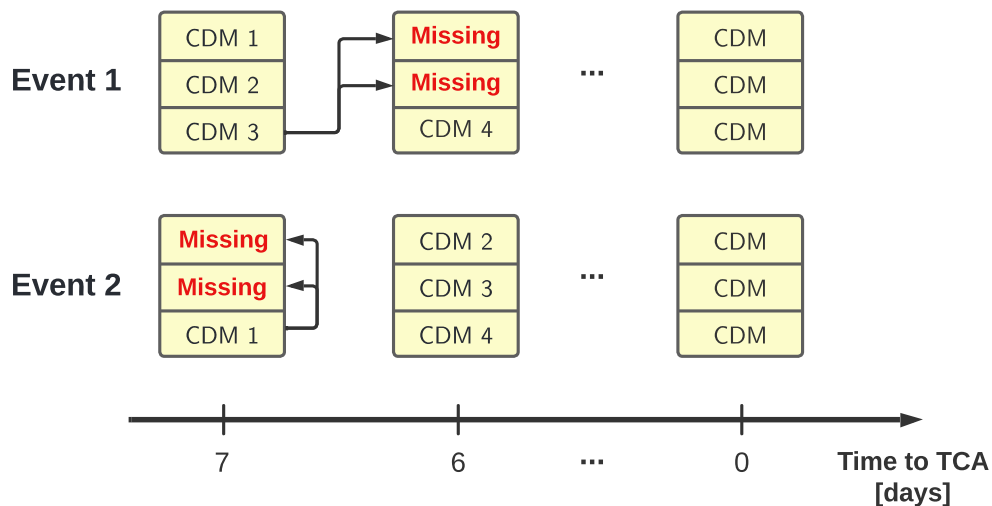 Event 1
CDM 1
CDM 2
CDM 3
Missing
Missing
CDM 4
...
CDM
CDM
CDM
Event 2
Missing
Missing
CDM 1
CDM 2
CDM 3
CDM 4
...
CDM
CDM
CDM
7
6
...
0
Time to TCA
[days]